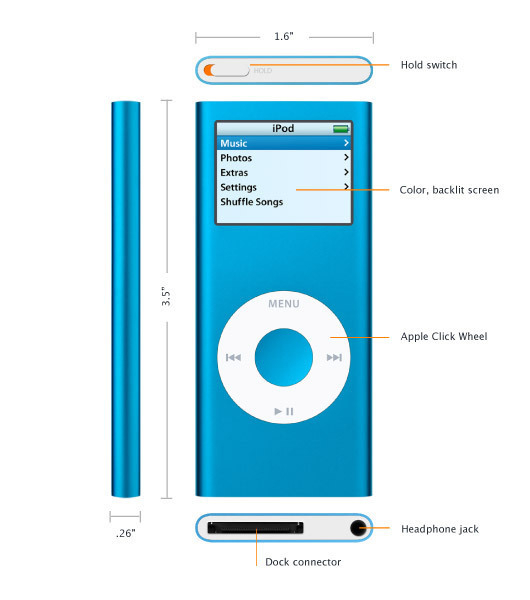 1.6"
Hold switch
HOLD
iPod
Music
Photos
Extras
Settings
Shuffle Songs
Color, backlit screen
3.5"
MENU
Apple Click Wheel
.26"
Headphone jack
Dock connector